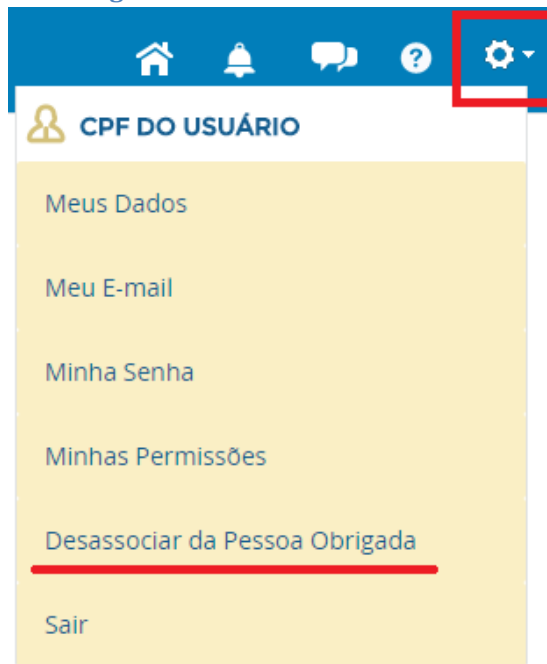 ?
CPF DO USUÁRIO
Meus Dados
Meu E-mail
Minha Senha
Minhas Permissões
Desassociar da Pessoa Obrigada
Sair